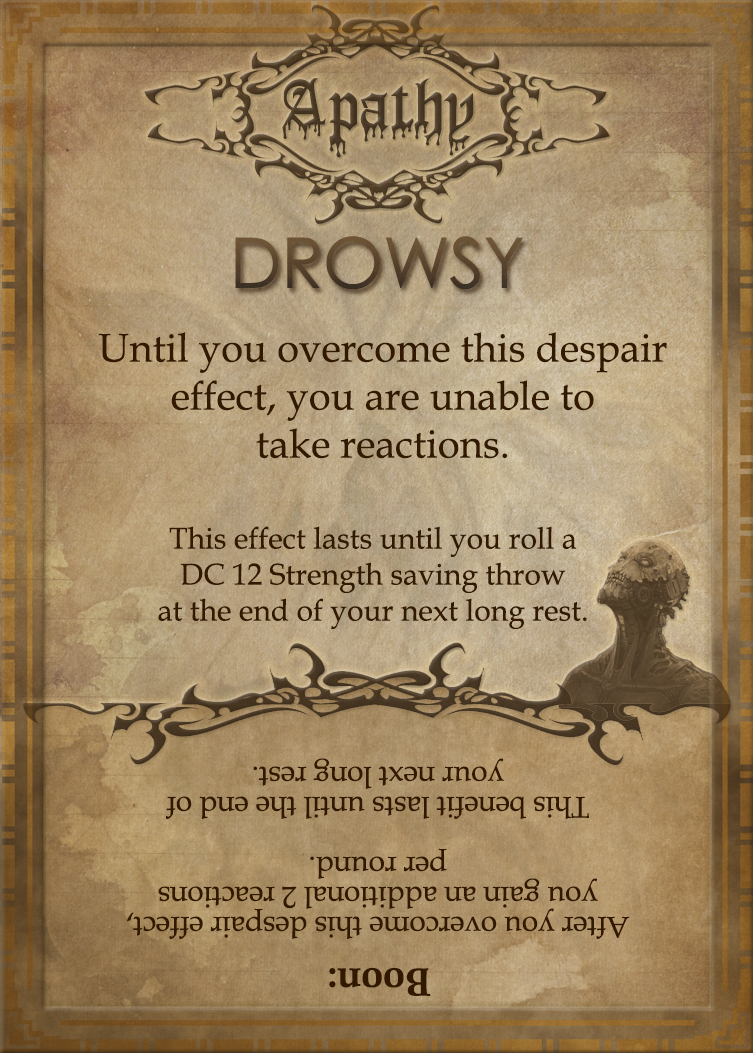 Apathy
DROWSY
Until you overcome this despair
effect, you are unable to
take reactions.
This effect lasts until you roll a
DC 12 Strength saving throw
at the end of your next long rest.
Boon:
After you overcome this despair effect,
you gain an additional 2 reactions
per round.
This benefit lasts until the end of
your next long rest.